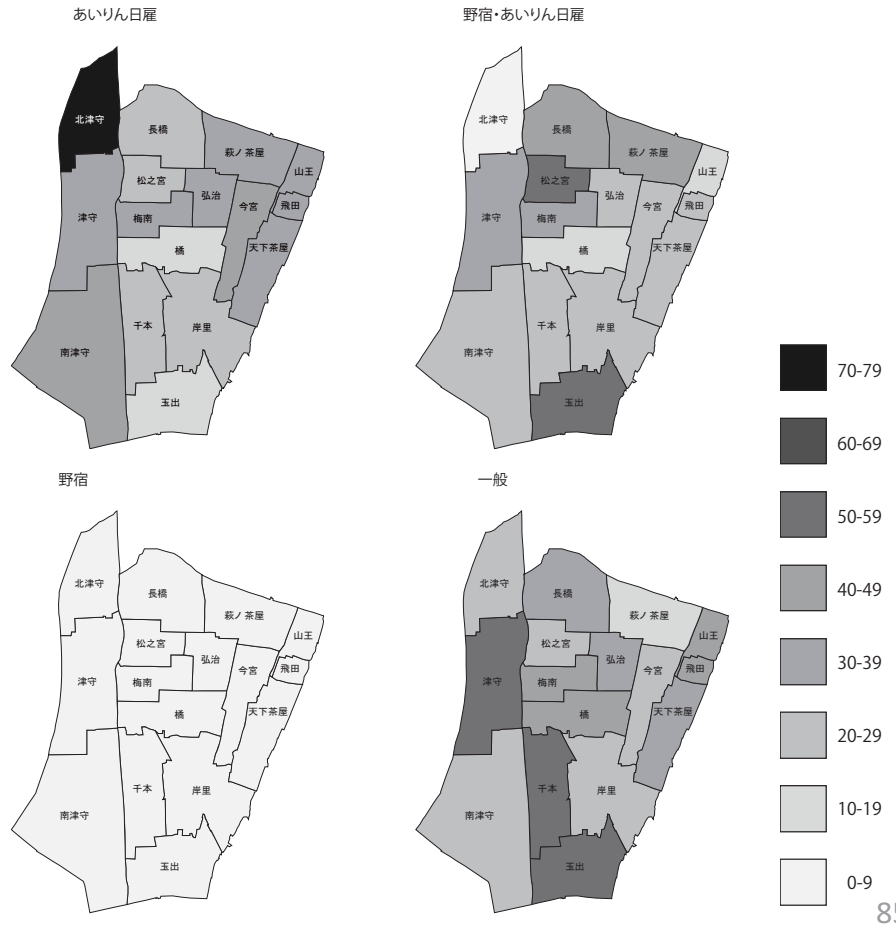 あいりん日雇
北津守
長橋
萩ノ茶屋
山王
松之宮
弘治
今宮
飛田
津守
梅南
天下茶屋
橘
千本
岸里
南津守
玉出
野宿・あいりん日雇
北津守
長橋
萩ノ茶屋
山王
松之宮
弘治
今宮
飛田
津守
梅南
天下茶屋
橘
千本
岸里
南津守
玉出
野宿
北津守
長橋
萩ノ茶屋
山王
松之宮
弘治
今宮
飛田
津守
梅南
天下茶屋
橘
千本
岸里
南津守
玉出
一般
北津守
長橋
萩ノ茶屋
山王
松之宮
弘治
今宮
飛田
津守
梅南
天下茶屋
橘
千本
岸里
南津守
玉出
70-79
60-69
50-59
40-49
30-39
20-29
10-19
0-9
85